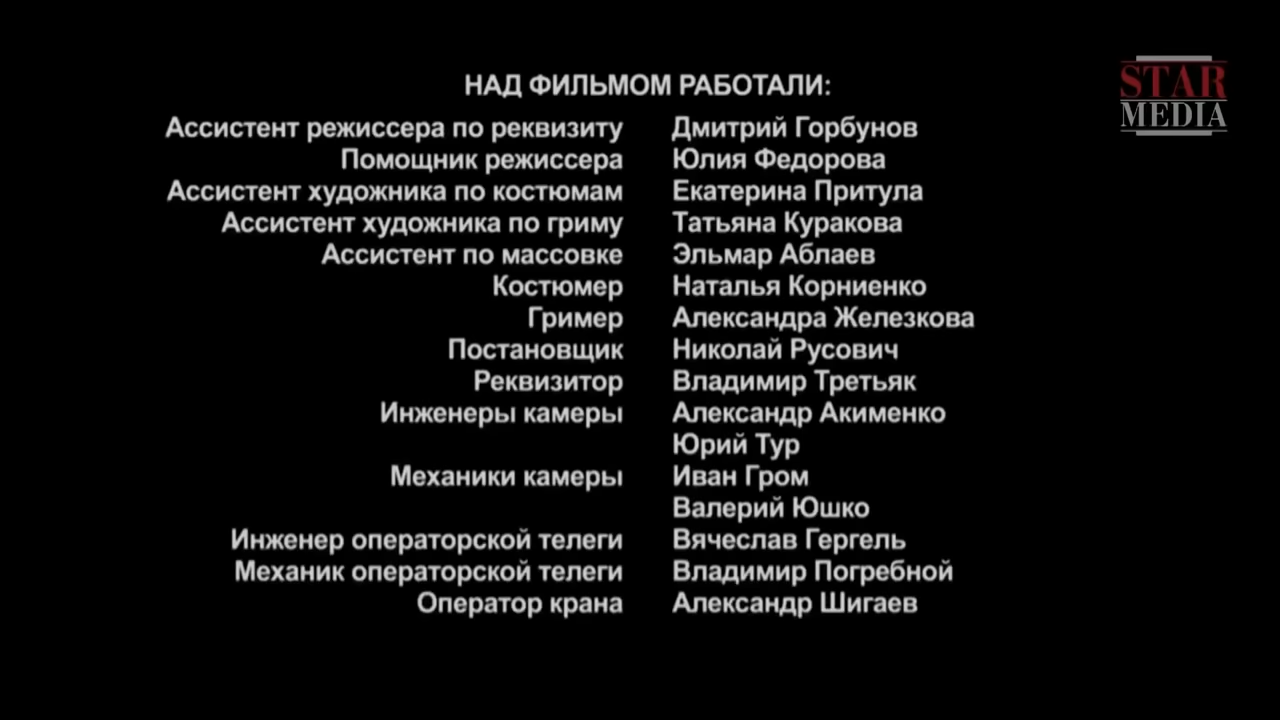 НАД ФИЛЬМОМ РАБОТАЛИ:
STAR
MEDIA
Ассистент режиссера по реквизиту Дмитрий Горбунов
Помощник режиссера Юлия Федорова
Ассистент художника по костюмам Екатерина Притула
Ассистент художника по гриму Татьяна Куракова
Ассистент по массовке Эльмар Аблаев
Костюмер Наталья Корниенко
Гример Александра Железкова
Постановщик Николай Русович
Реквизитор Владимир Третьяк
Инженеры камеры Александр Акименко
Юрий Тур
Механики камеры Иван Гром
Валерий Юшко
Инженер операторской телеги Вячеслав Гергель
Механик операторской телеги Владимир Погребной
Оператор крана Александр Шигаев